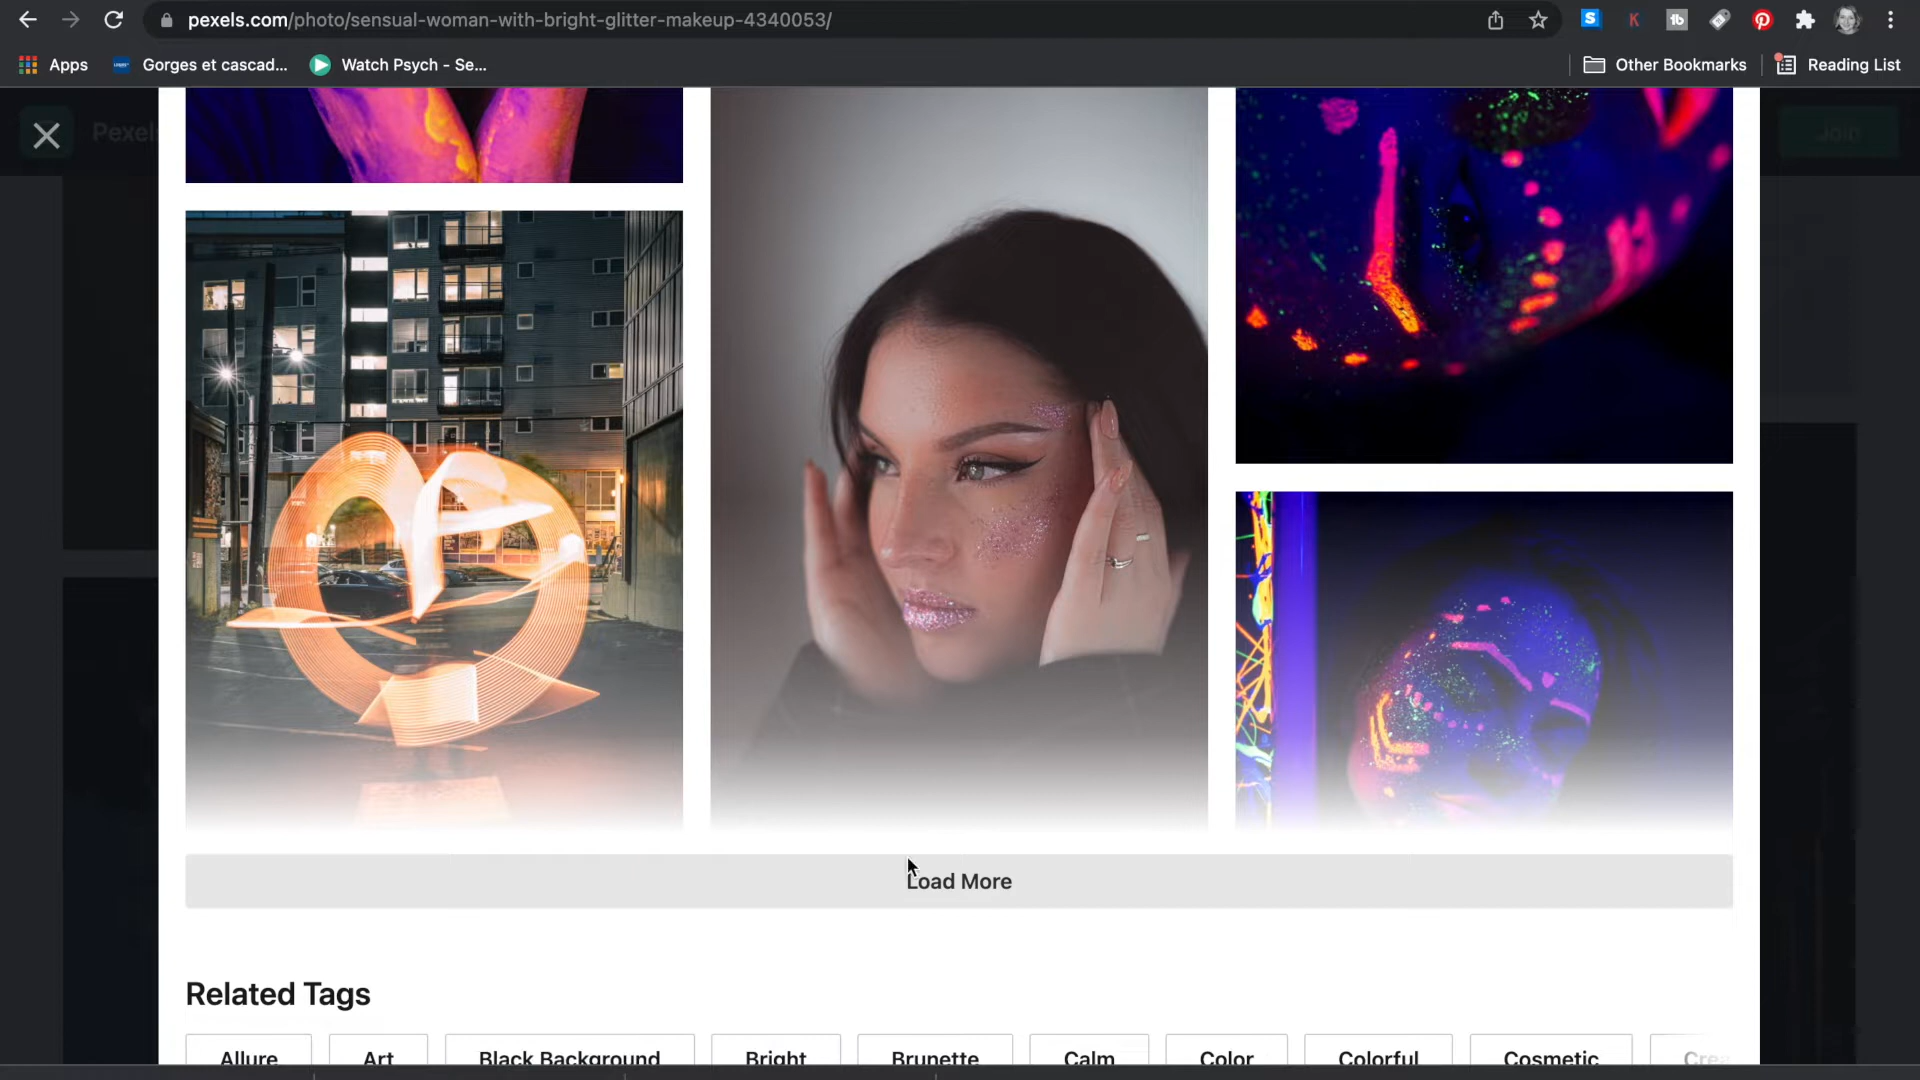 pexels.com/photo/sensual-woman-with-bright-glitter-makeup-4340053/
Apps
Gorges et cascad...
Watch Psych - Se...
Other Bookmarks
Reading List
Pexels
Join
Load More
Related Tags
Allure
Art
Black Background
Bright
Brunette
Calm
Color
Colorful
Cosmetic